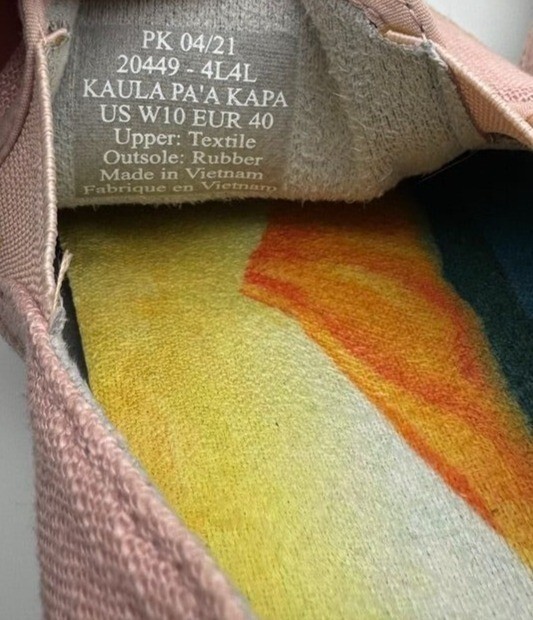 PK 04/21
20449 - 4L4L
KAULA PA'A KAPA
US W10 EUR 40
Upper: Textile
Outsole: Rubber
Made in Vietnam
Fabrique en Vietnam